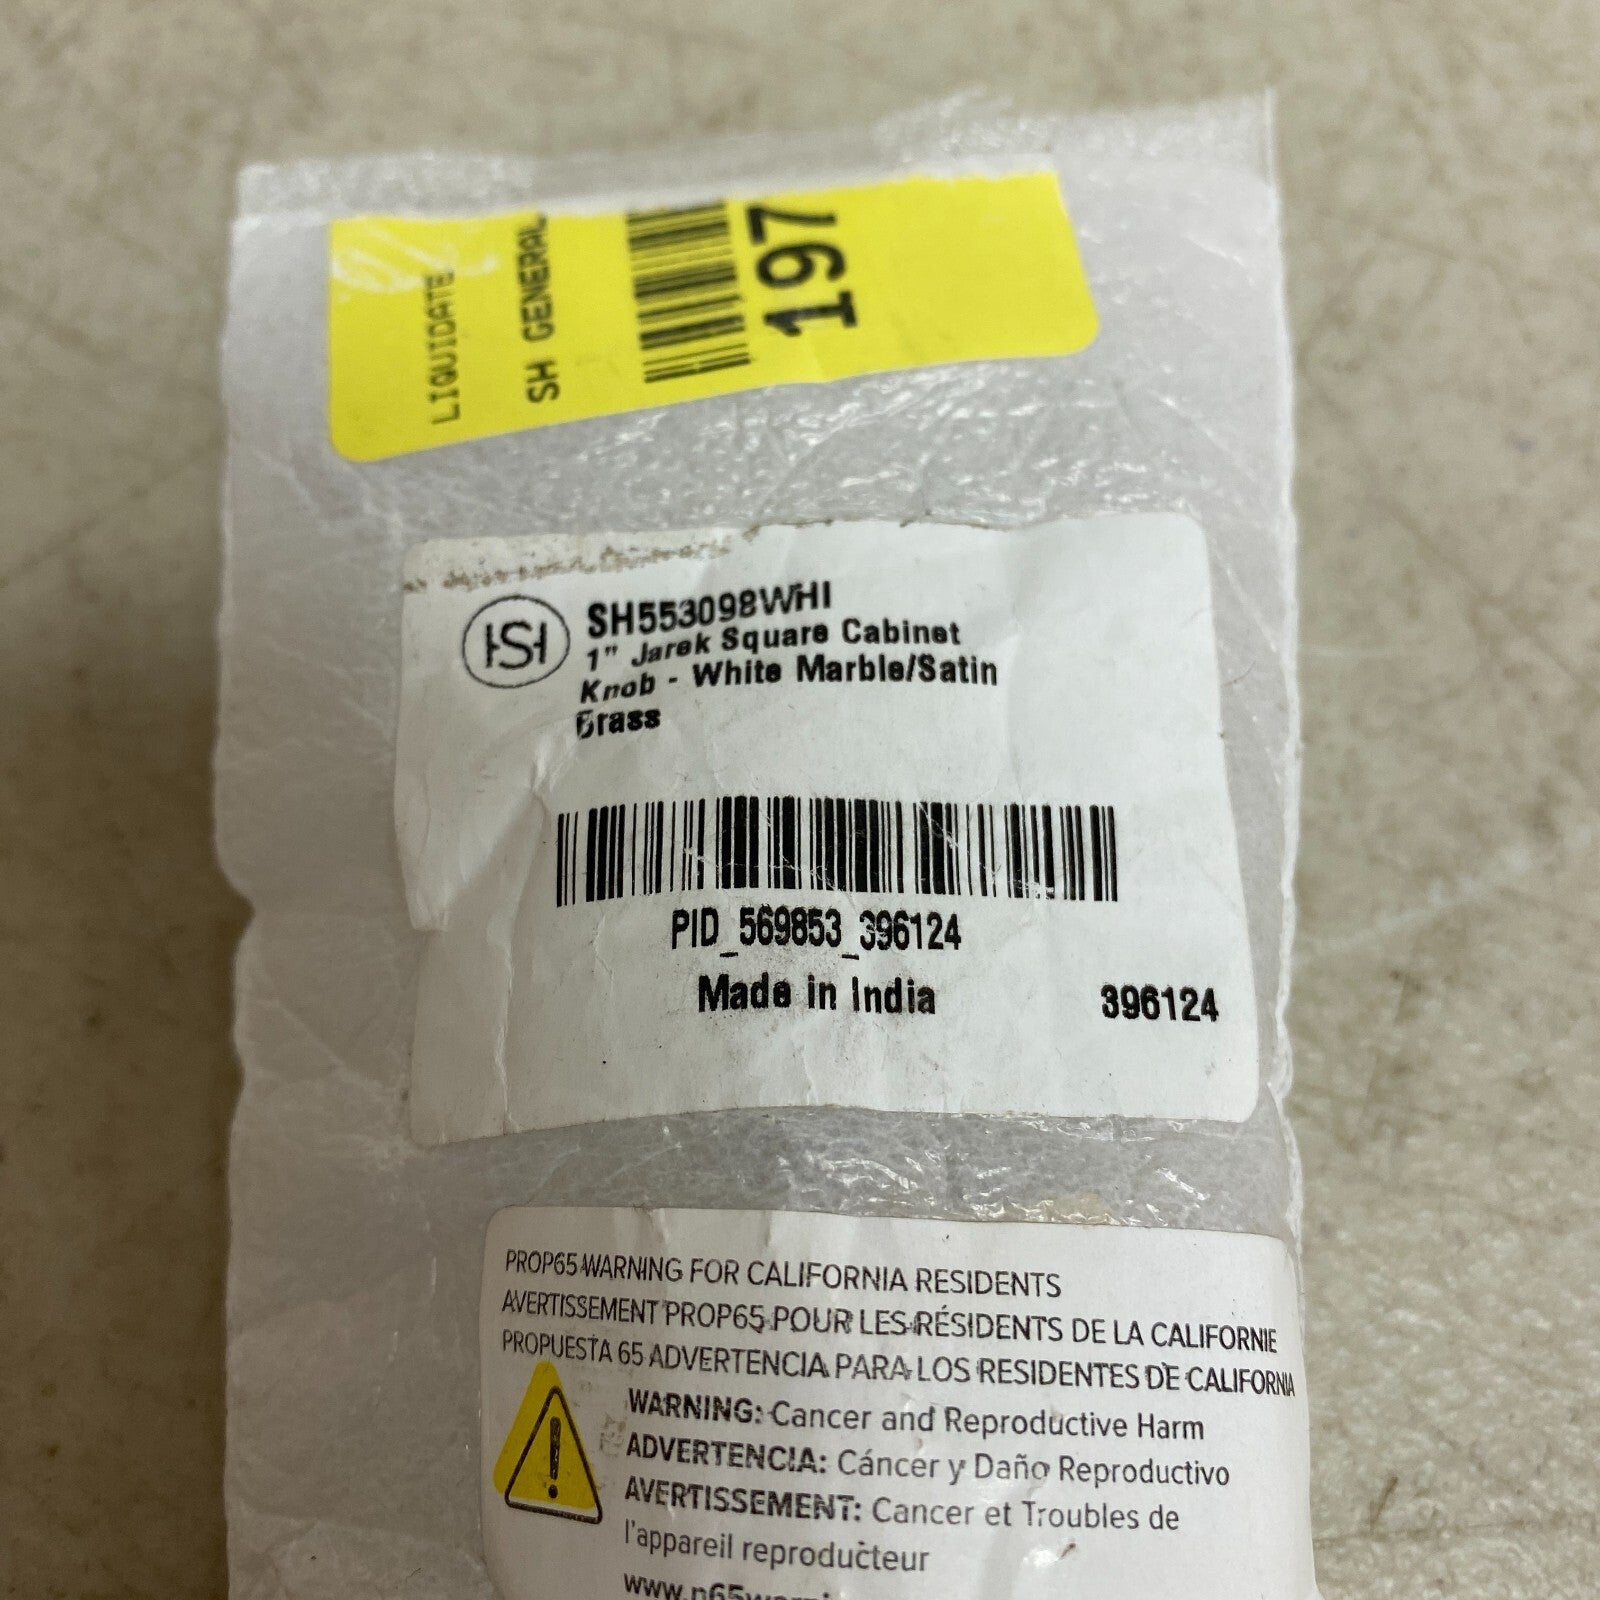 LIQUIDATE
SH GENERAL
197
SH
SH553098WHI
1" Jarek Square Cabinet
Knob - White Marble/Satin
Brass
PID_569853_396124
Made in India
396124
PROP65 WARNING FOR CALIFORNIA RESIDENTS
AVERTISSEMENT PROP65 POUR LES RÉSIDENTS DE LA CALIFORNIE
PROPUESTA 65 ADVERTENCIA PARA LOS RESIDENTES DE CALIFORNIA
WARNING: Cancer and Reproductive Harm
ADVERTENCIA: Cáncer y Daño Reproductivo
AVERTISSEMENT: Cancer et Troubles de
l'appareil reproducteur